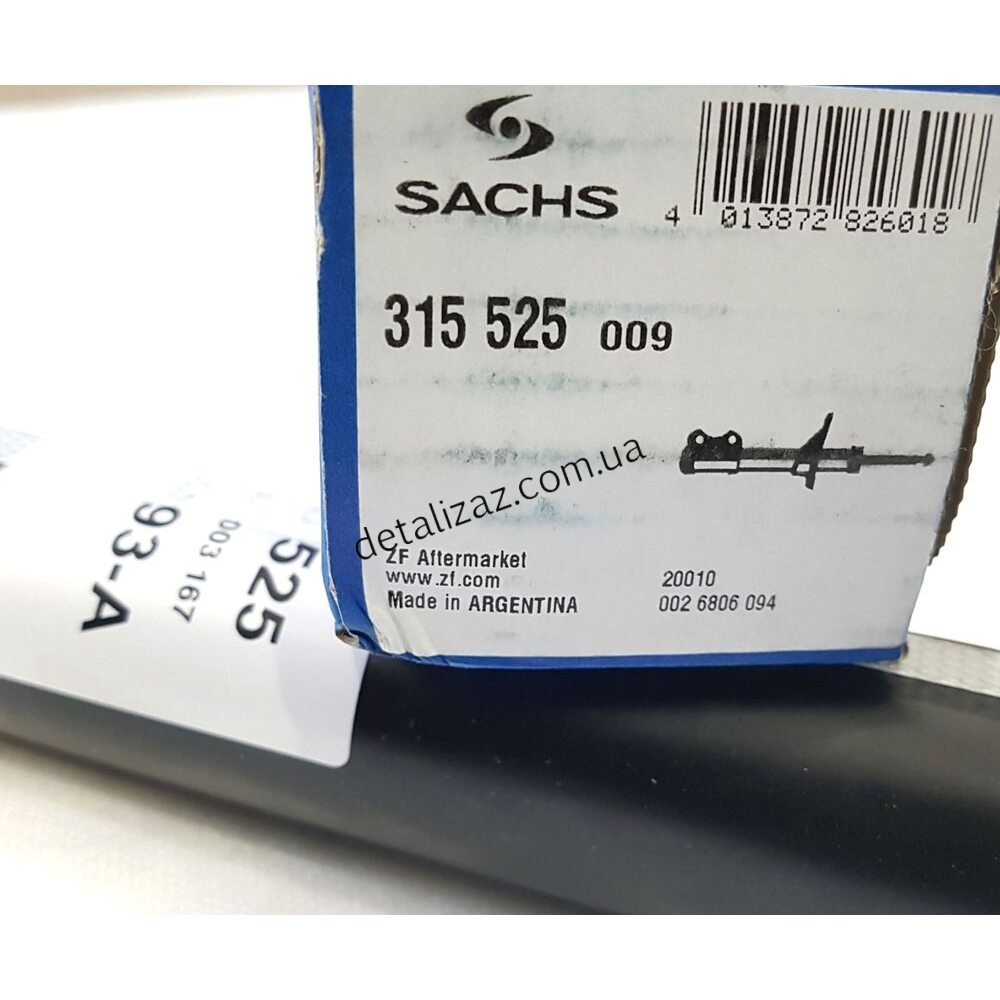 SACHS
4 013872 826018
315 525 009
detalizaz.com.ua
ZF Aftermarket
www.zf.com
Made in ARGENTINA
20010
002 6806 094
525
003 167
93-A